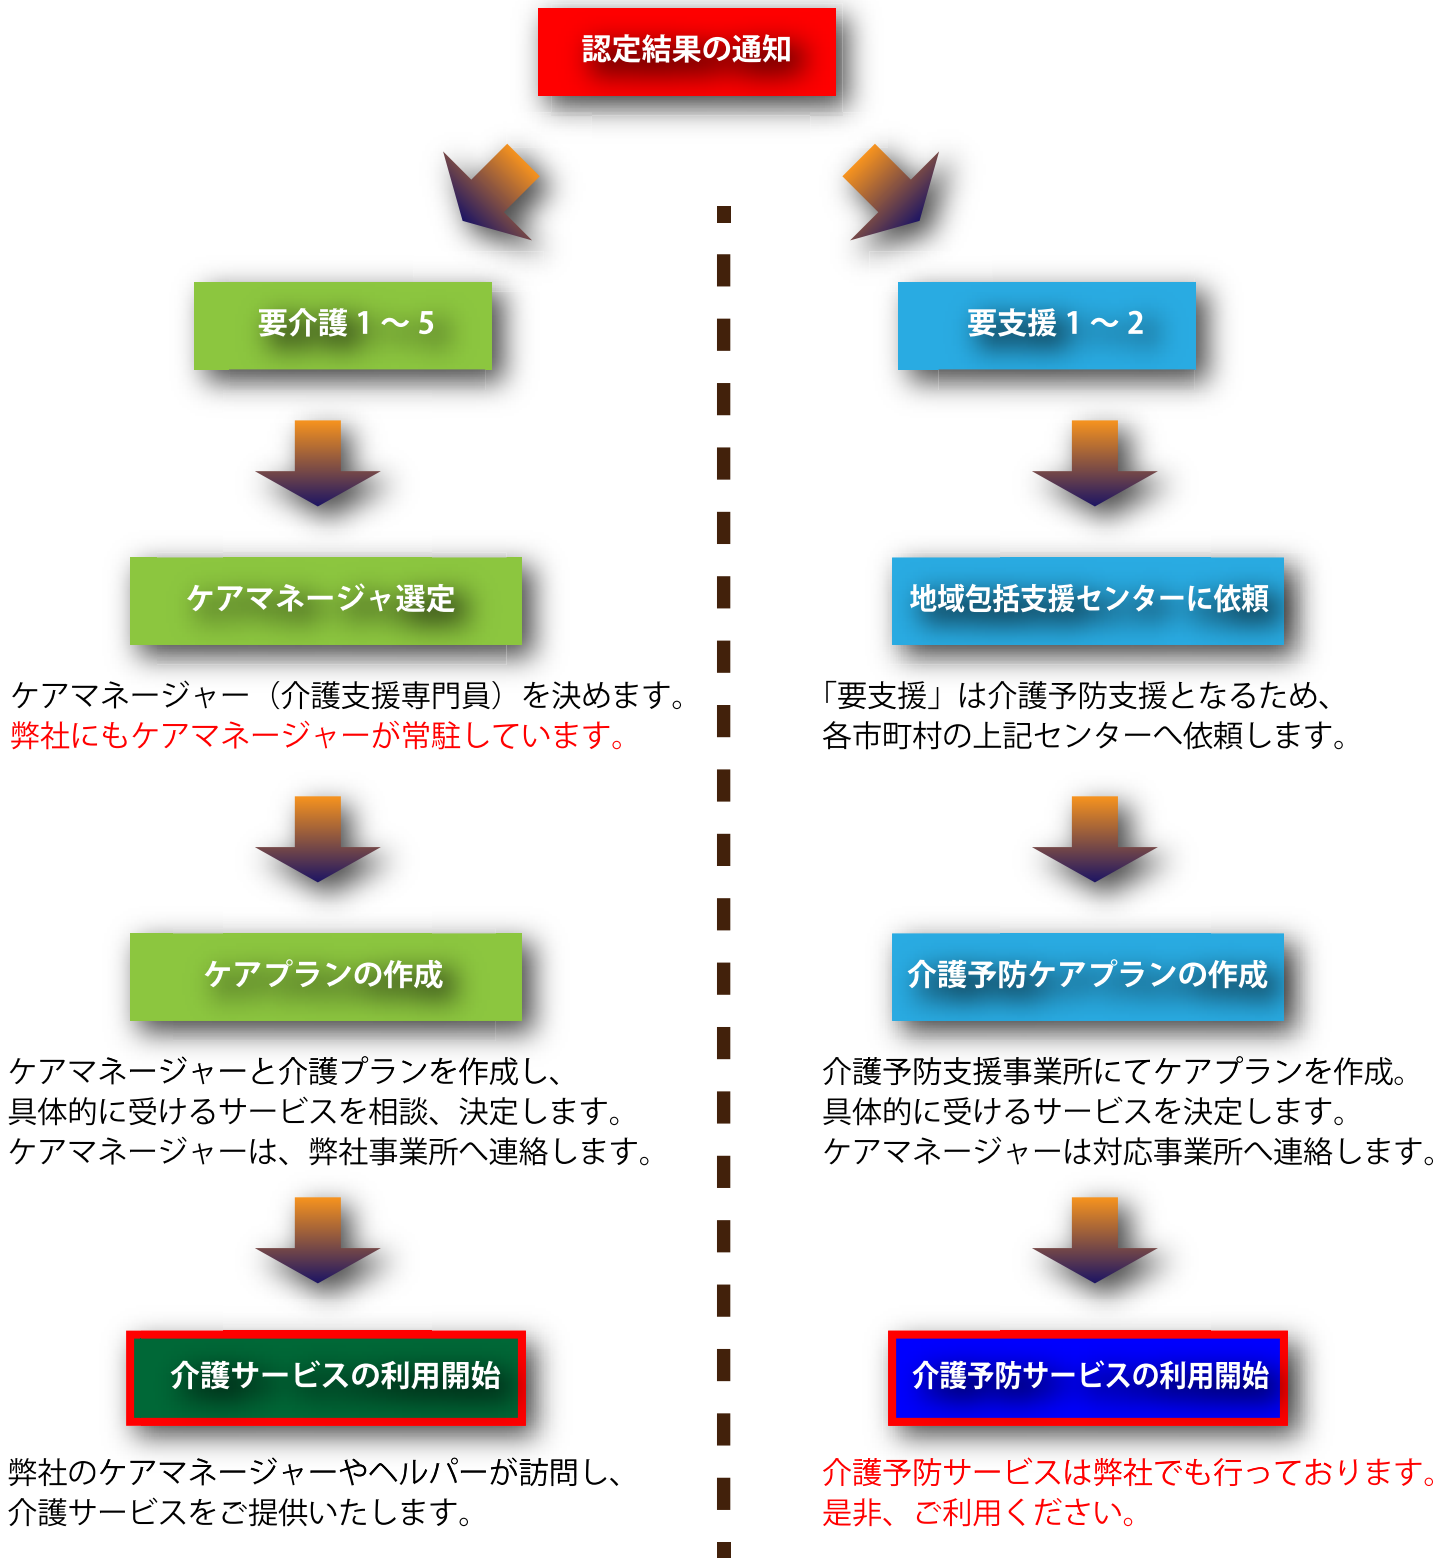 認定結果の通知
要介護1～5
ケアマネージャ選定
ケアマネージャー（介護支援専門員）を決めます。
弊社にもケアマネージャーが常駐しています。
ケアプランの作成
ケアマネージャーと介護プランを作成し、
具体的に受けるサービスを相談、決定します。
ケアマネージャーは、弊社事業所へ連絡します。
介護サービスの利用開始
弊社のケアマネージャーやヘルパーが訪問し、
介護サービスをご提供いたします。
要支援1～2
地域包括支援センターに依頼
「要支援」は介護予防支援となるため、
各市町村の上記センターへ依頼します。
介護予防ケアプランの作成
介護予防支援事業所にてケアプランを作成。
具体的に受けるサービスを決定します。
ケアマネージャーは対応事業所へ連絡します。
介護予防サービスの利用開始
介護予防サービスは弊社でも行っております。
是非、ご利用ください。